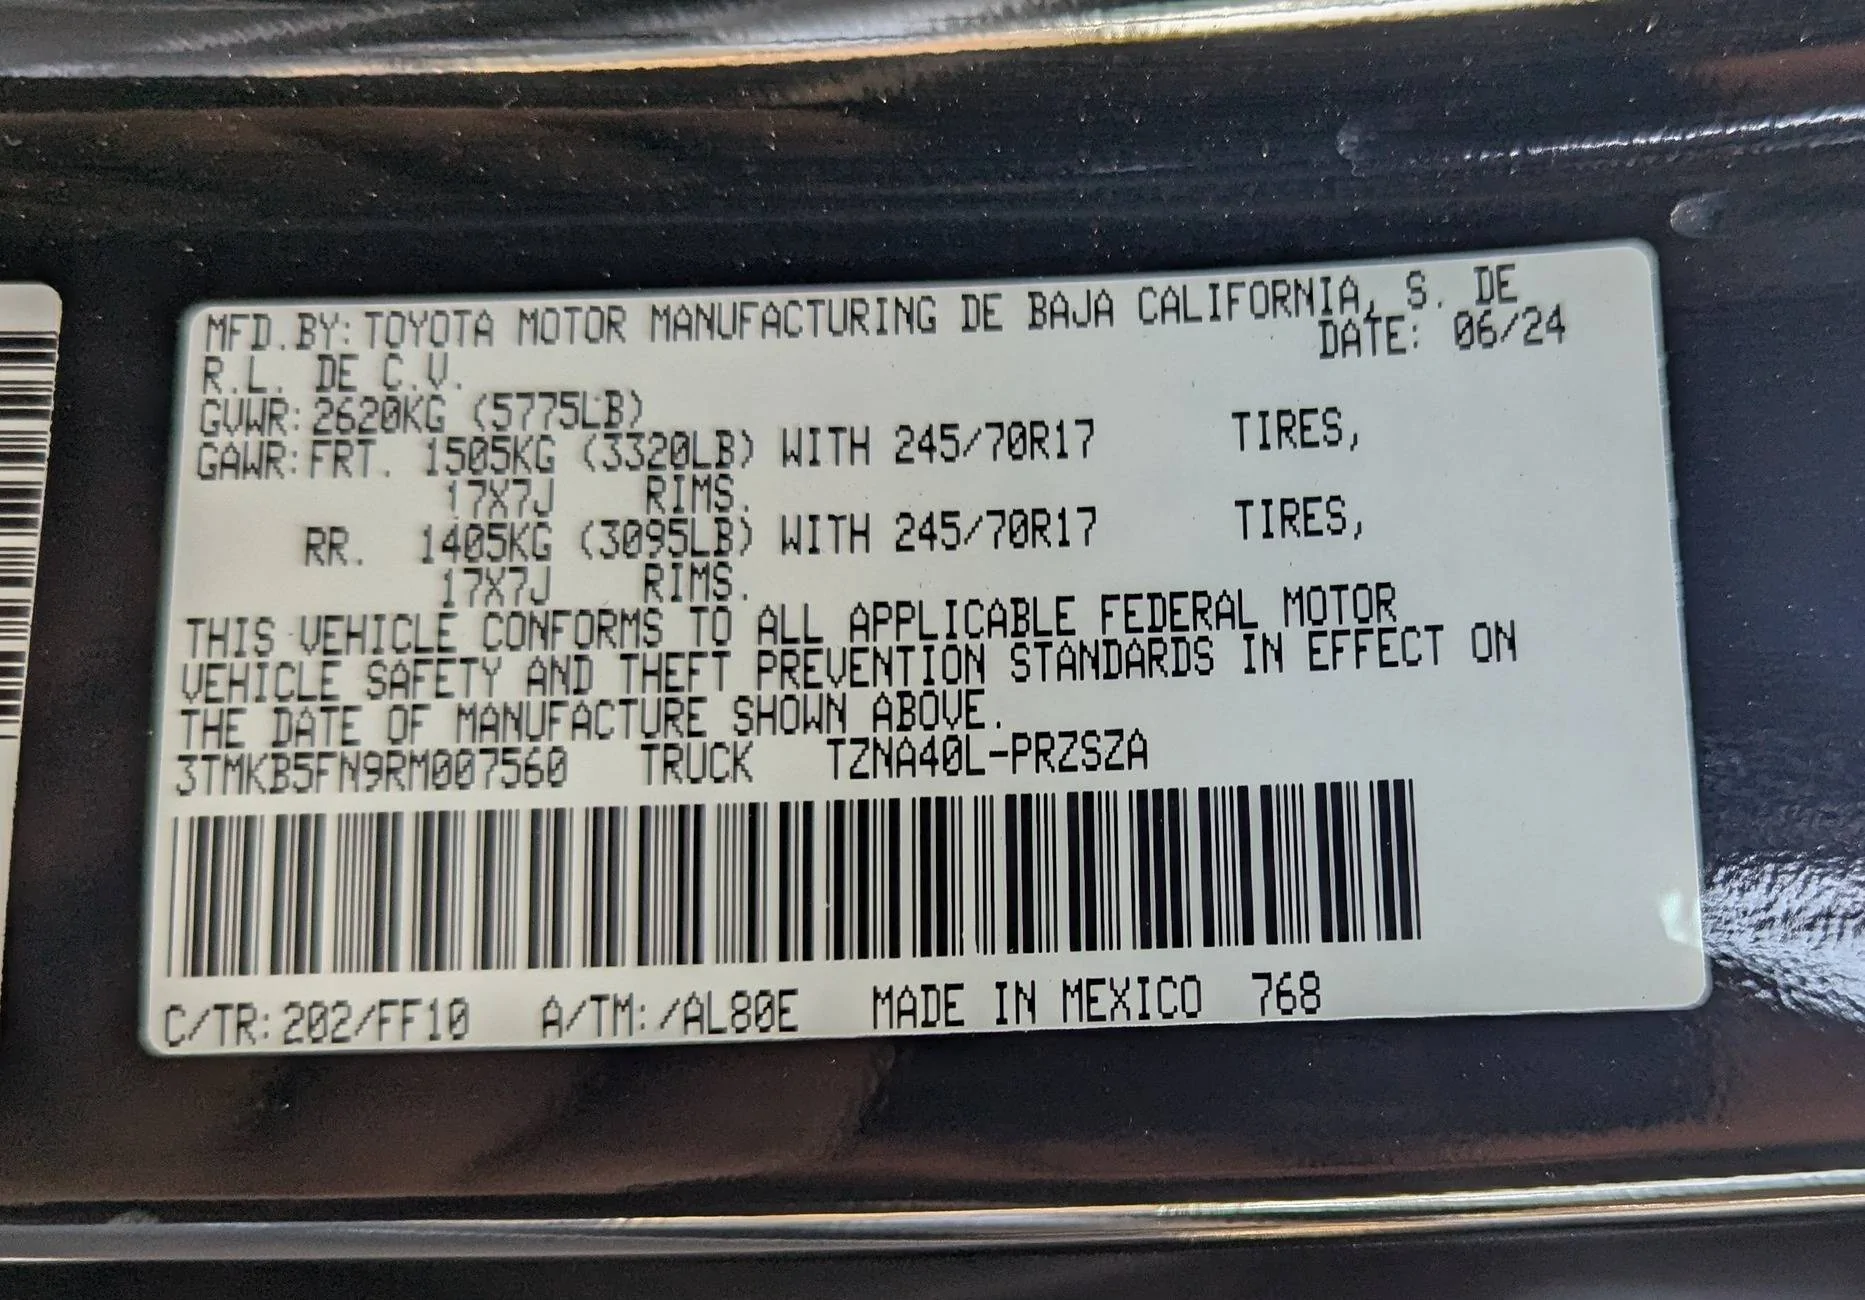 MFD.BY: TOYOTA MOTOR MANUFACTURING DE BAJA CALIFORNIA, S. DE
R.L. DE C.V. DATE: 06/24
GVWR: 2620KG (5775LB)
GAWR: FRT. 1505KG (3320LB) WITH 245/70R17 TIRES,
17X7J RIMS.
RR. 1405KG (3095LB) WITH 245/70R17 TIRES,
17X7J RIMS.
THIS VEHICLE CONFORMS TO ALL APPLICABLE FEDERAL MOTOR
VEHICLE SAFETY AND THEFT PREVENTION STANDARDS IN EFFECT ON
THE DATE OF MANUFACTURE SHOWN ABOVE.
3TMKB5FN9RM007560 TRUCK TZNA40L-PRZSZA
C/TR: 202/FF10 A/TM: /AL80E MADE IN MEXICO 768